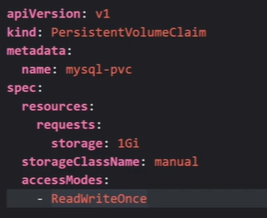 apiVersion: v1
kind: PersistentVolumeClaim
metadata:
  name: mysql-pvc
spec:
  resources:
    requests:
      storage: 1Gi
  storageClassName: manual
  accessModes:
    - ReadWriteOnce